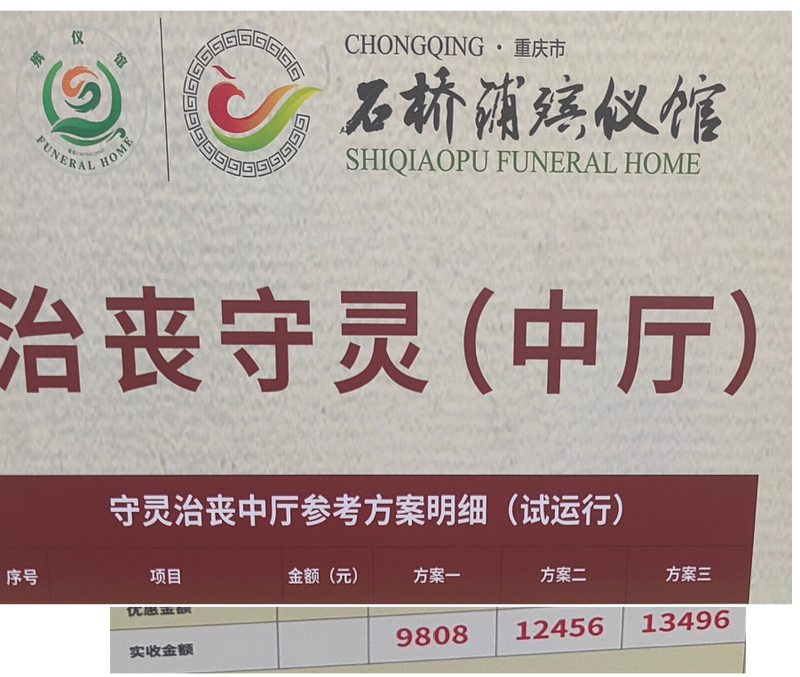 殡仪馆
FUNERAL HOME
CHONGQING · 重庆市
石桥铺殡仪馆
SHIQIAOPU FUNERAL HOME
治丧守灵（中厅）
守灵治丧中厅参考方案明细（试运行）
序号 项目 金额（元） 方案一 方案二 方案三
优惠金额
实收金额 9808 12456 13496